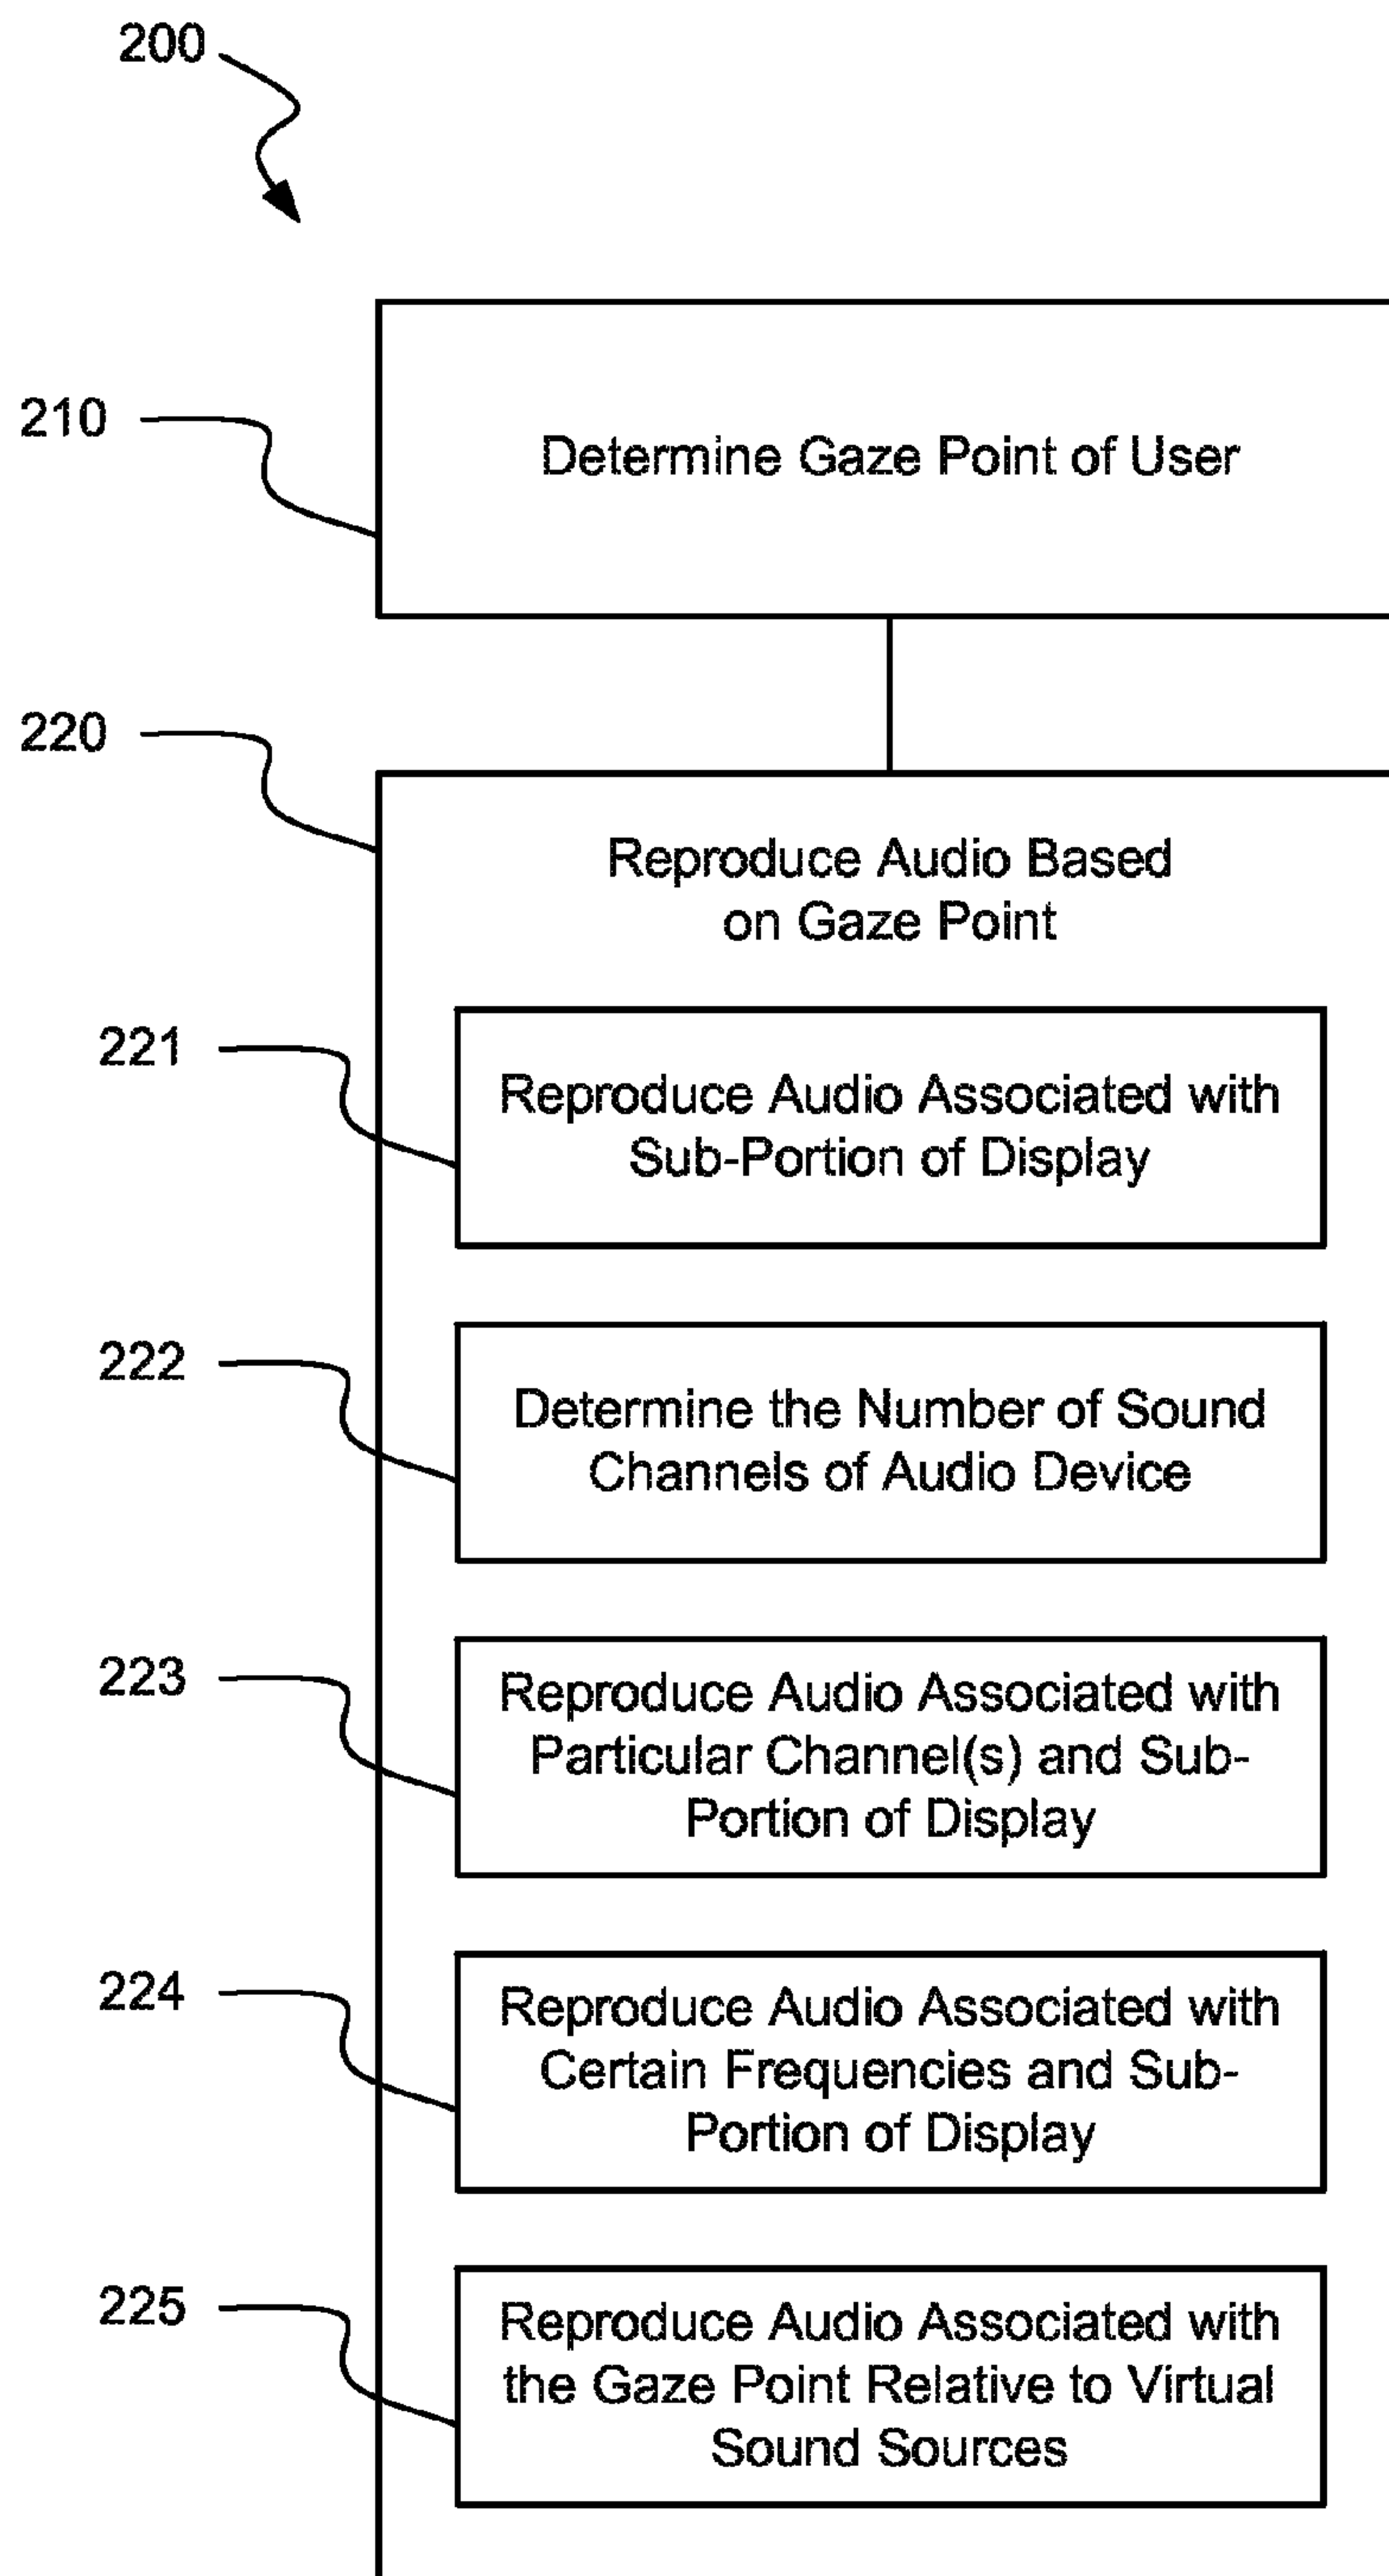 200
210
Determine Gaze Point of User
220
Reproduce Audio Based
on Gaze Point
221
Reproduce Audio Associated with
Sub-Portion of Display
222
Determine the Number of Sound
Channels of Audio Device
223
Reproduce Audio Associated with
Particular Channel(s) and Sub-
Portion of Display
224
Reproduce Audio Associated with
Certain Frequencies and Sub-
Portion of Display
225
Reproduce Audio Associated with
the Gaze Point Relative to Virtual
Sound Sources